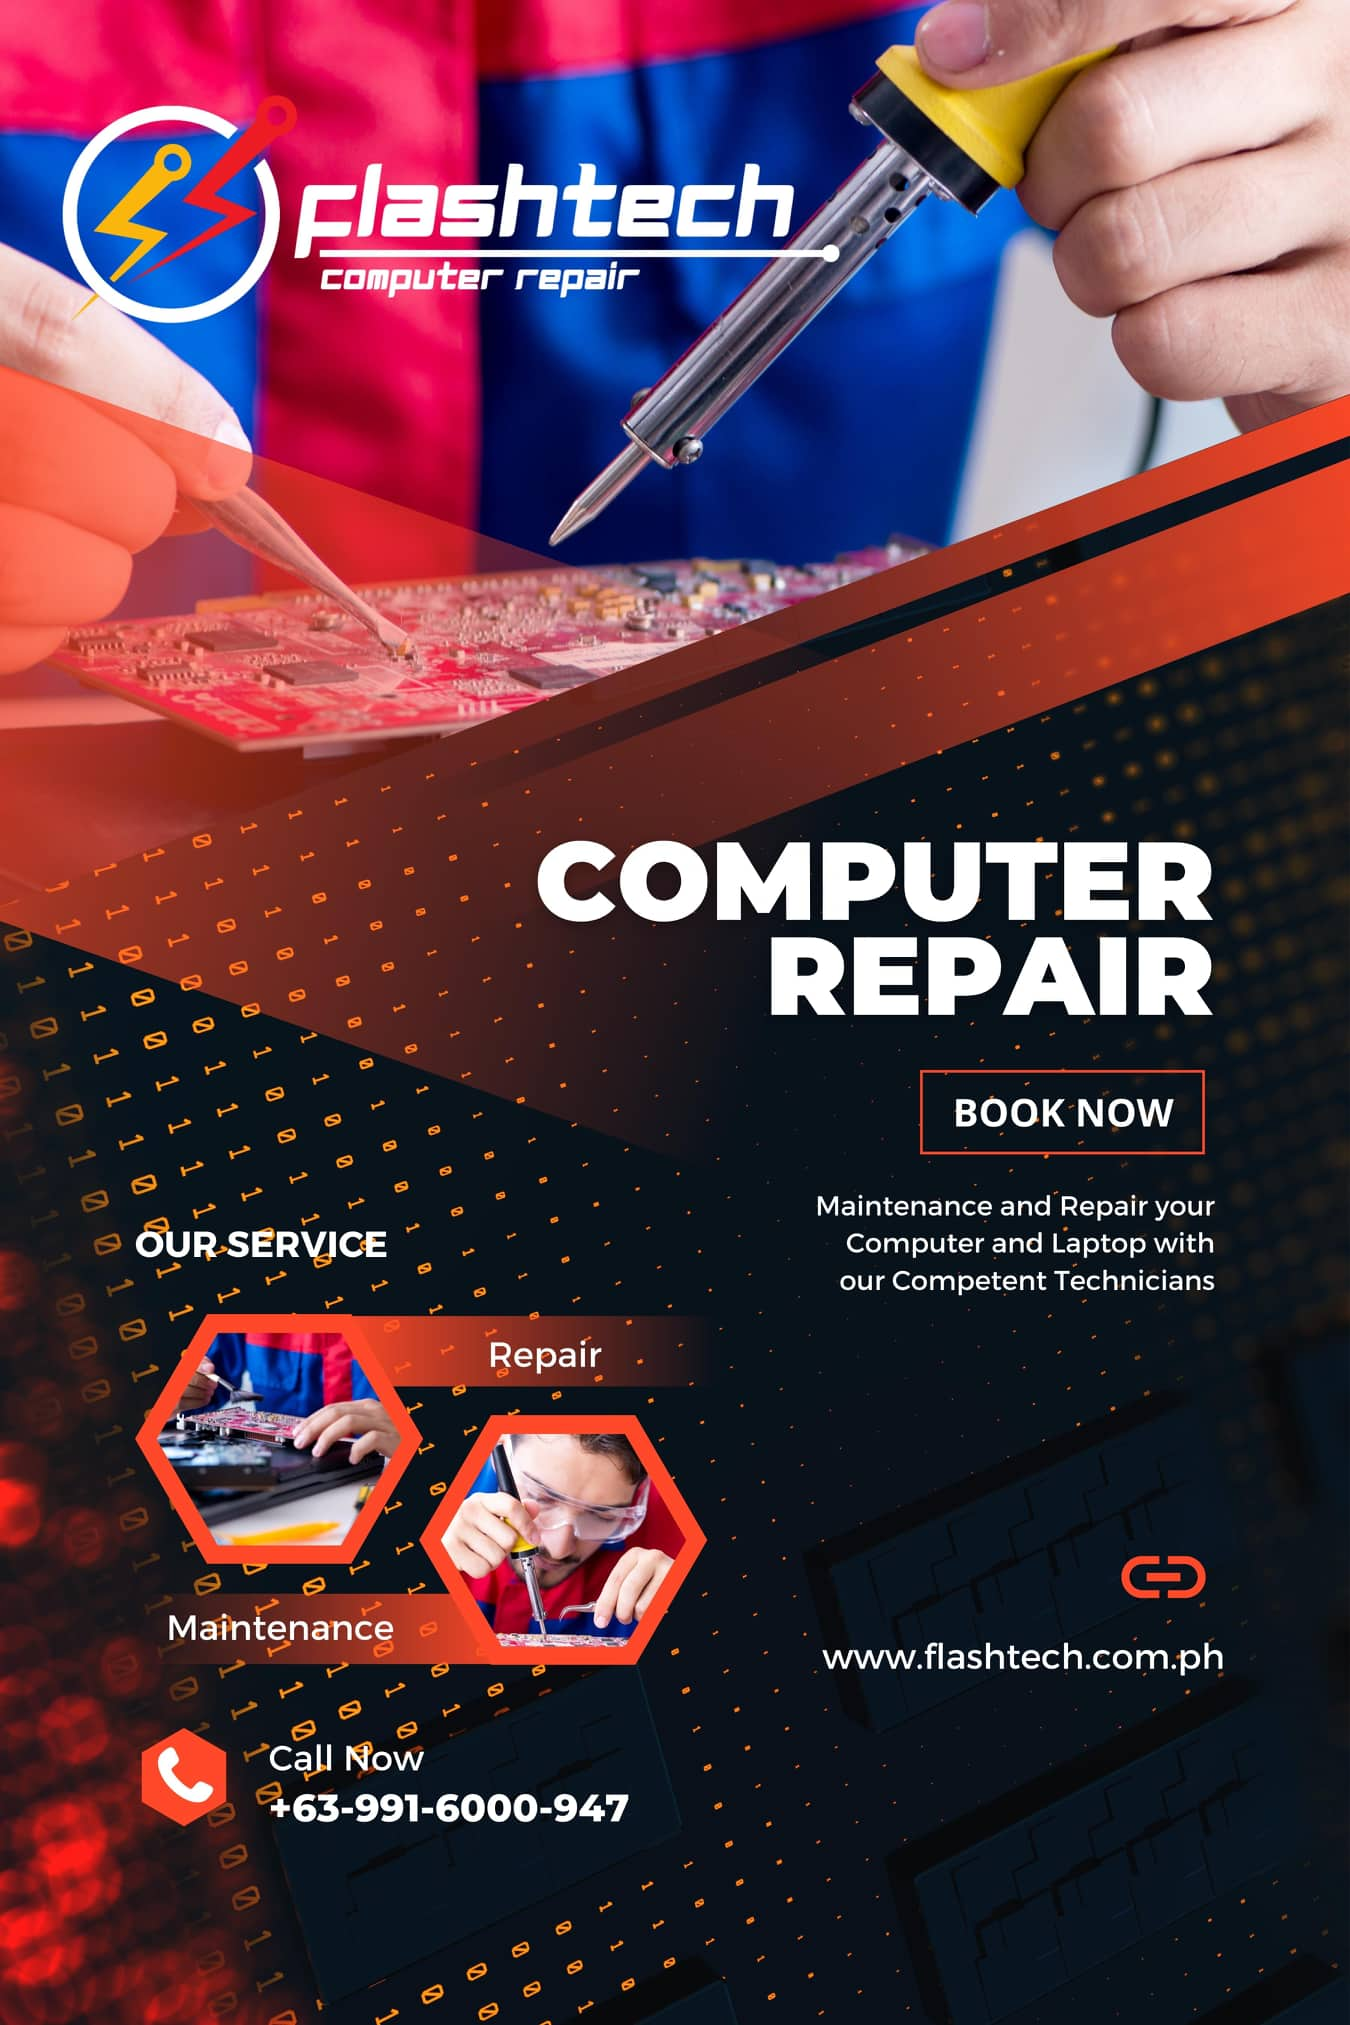 flashtech
computer repair
COMPUTER
REPAIR
BOOK NOW
Maintenance and Repair your
Computer and Laptop with
our Competent Technicians
OUR SERVICE
Repair
Maintenance
www.flashtech.com.ph
Call Now
+63-991-6000-947